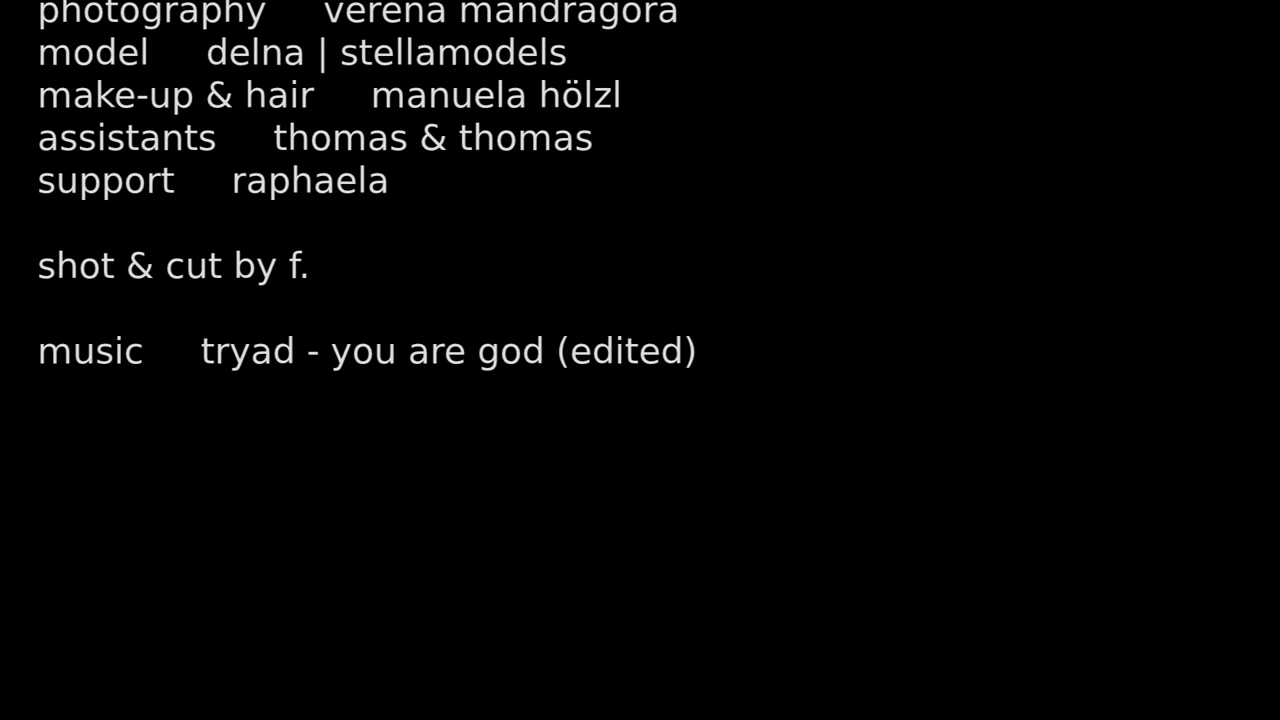 photography verena mandragora
model delna | stellamodels
make-up & hair manuela hölzl
assistants thomas & thomas
support raphaela
shot & cut by f.
music tryad - you are god (edited)